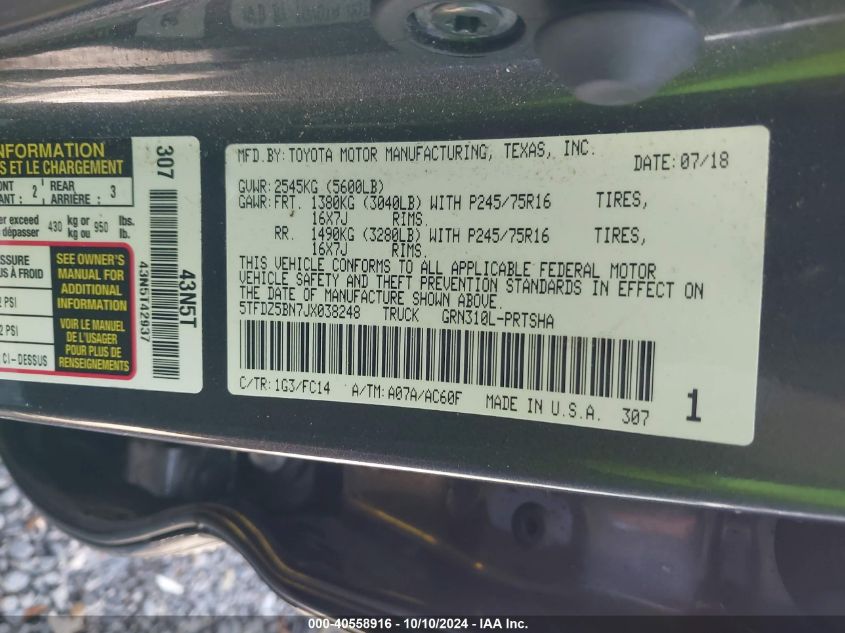 NFORMATION
S ET LE CHARGEMENT
ONT 2 REAR 3
ANT : ARRIÈRE :
er exceed 430 kg or 950 lbs.
dépasser kg ou lb.
SSURE
US À FROID
PSI
2 PSI
CI-DESSUS
SEE OWNER'S
MANUAL FOR
ADDITIONAL
INFORMATION
VOIR LE MANUEL
DE L'USAGER
POUR PLUS DE
RENSEIGNEMENTS
307
43N5T
43N5T42937
MFD.BY: TOYOTA MOTOR MANUFACTURING, TEXAS, INC. DATE: 07/18
GVWR: 2545KG (5600LB)
GAWR: FRT. 1380KG (3040LB) WITH P245/75R16 TIRES,
16X7J RIMS.
RR. 1490KG (3280LB) WITH P245/75R16 TIRES,
16X7J RIMS.
THIS VEHICLE CONFORMS TO ALL APPLICABLE FEDERAL MOTOR
VEHICLE SAFETY AND THEFT PREVENTION STANDARDS IN EFFECT ON
THE DATE OF MANUFACTURE SHOWN ABOVE.
5TFDZ5BN7JX038248 TRUCK GRN310L-PRTSHA
C/TR: 1G3/FC14 A/TM: A07A/AC60F MADE IN U.S.A. 307 1
000-40558916 - 10/10/2024 - IAA Inc.